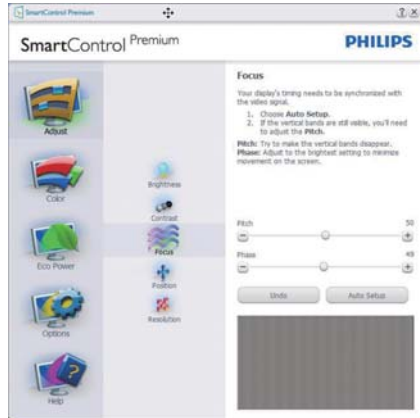 SmartControl Premium
SmartControl Premium
PHILIPS
Adjust
Color
Eco Power
Options
Help
Brightness
Contrast
Focus
Position
Resolution
Focus
Your display's timing needs to be synchronized with
the video signal.
1. Choose Auto Setup.
2. If the vertical bands are still visible, you'll need
to adjust the Pitch.
Pitch: Try to make the vertical bands disappear.
Phase: Adjust to the brightest setting to minimize
movement on the screen.
Pitch 50
Phase 49
Undo Auto Setup